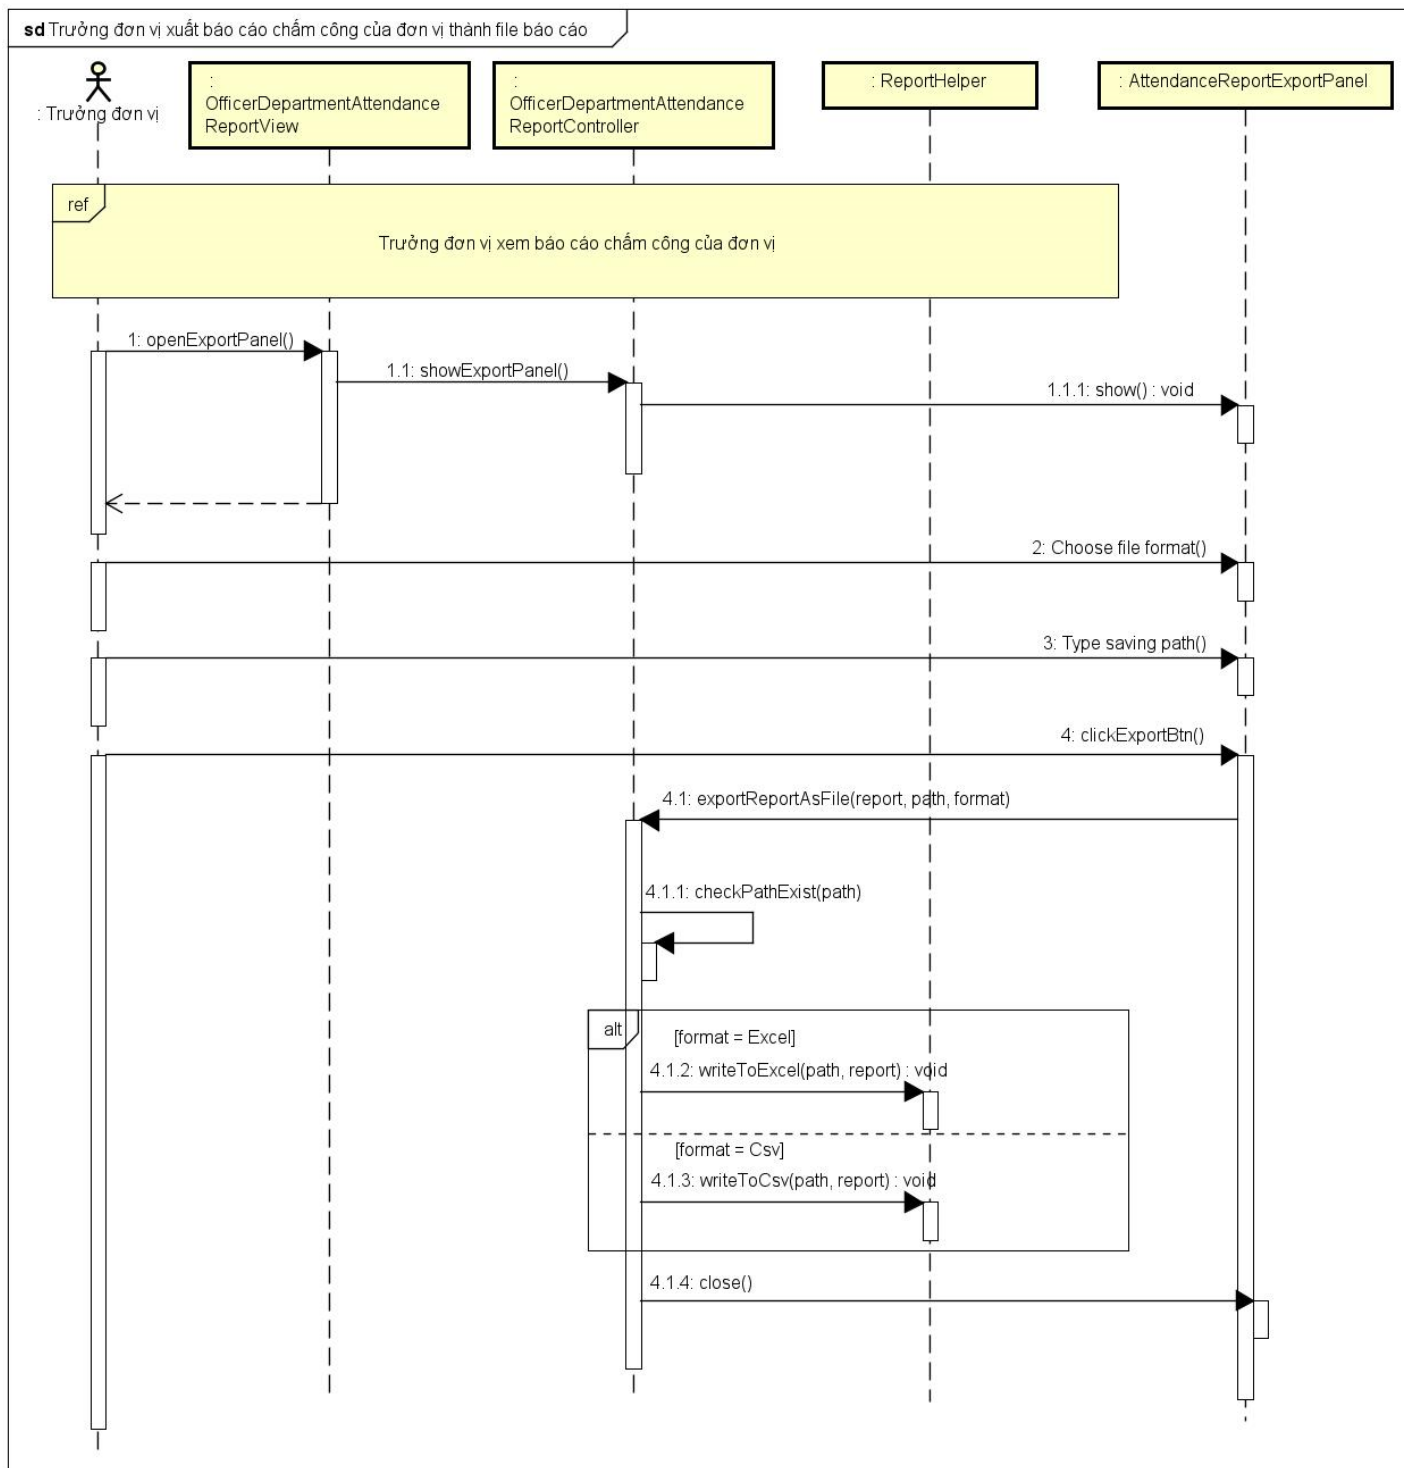 sd Trưởng đơn vị xuất báo cáo chấm công của đơn vị thành file báo cáo
: Trưởng đơn vị
:
OfficerDepartmentAttendance
ReportView
:
OfficerDepartmentAttendance
ReportController
: ReportHelper
: AttendanceReportExportPanel
ref
Trưởng đơn vị xem báo cáo chấm công của đơn vị
1: openExportPanel()
1.1: showExportPanel()
1.1.1: show() : void
2: Choose file format()
3: Type saving path()
4: clickExportBtn()
4.1: exportReportAsFile(report, path, format)
4.1.1: checkPathExist(path)
alt
[format = Excel]
4.1.2: writeToExcel(path, report) : void
[format = Csv]
4.1.3: writeToCsv(path, report) : void
4.1.4: close()